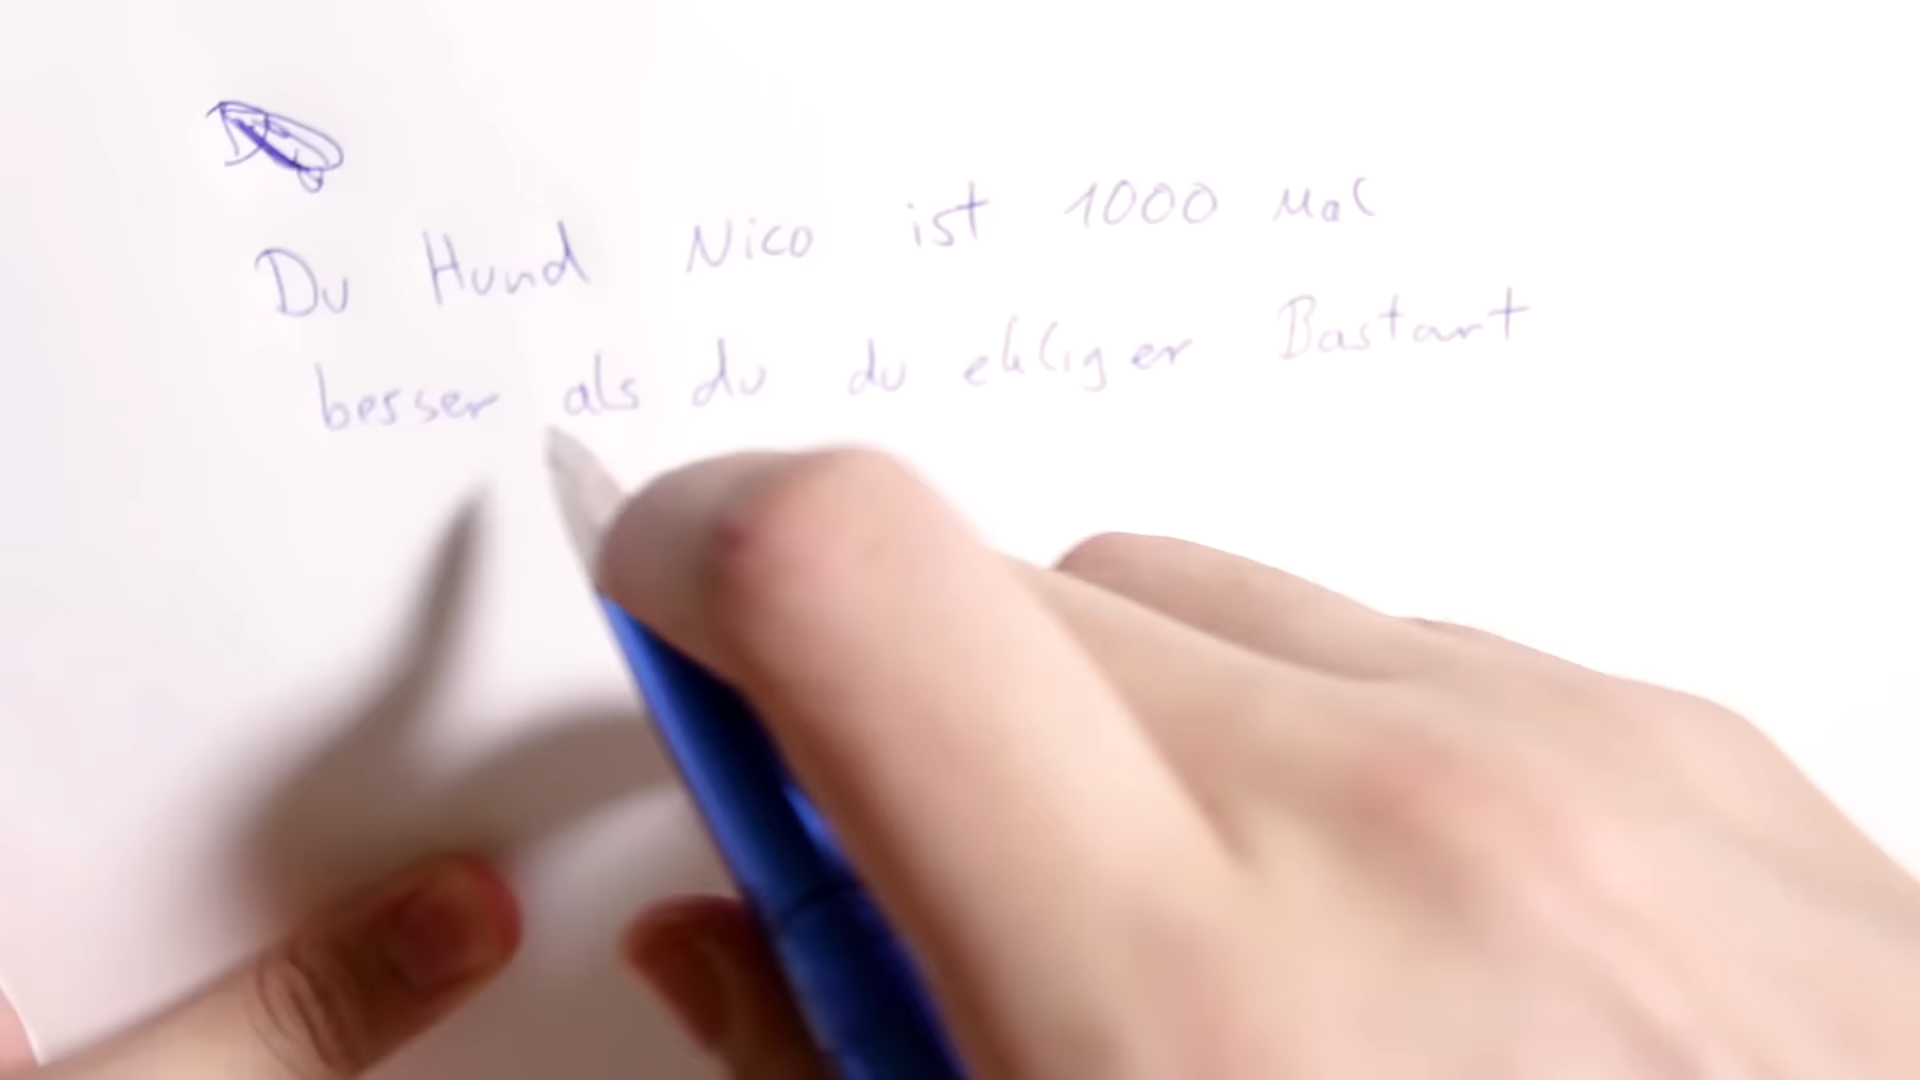 Du Hund Nico ist 1000 Mal
besser als du du ekliger Bastart